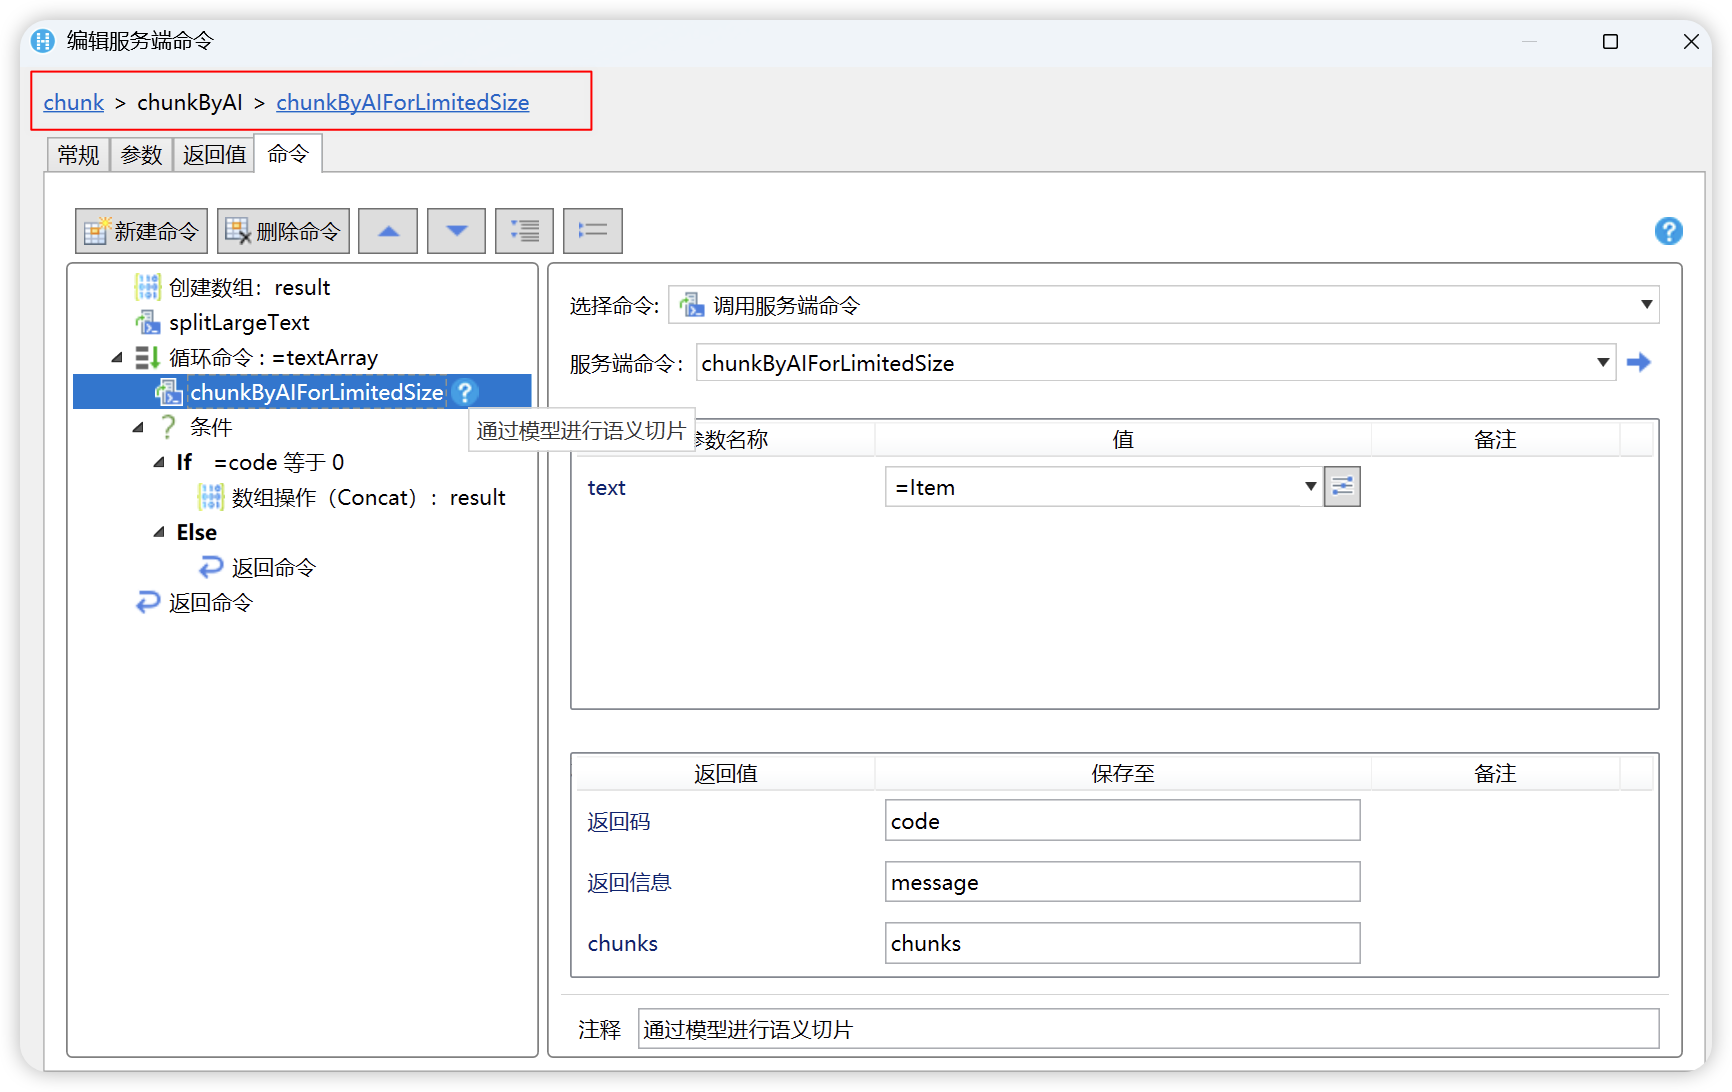 编辑服务端命令
chunk > chunkByAI > chunkByAIForLimitedSize
常规 参数 返回值 命令
新建命令 删除命令
创建数组：result
splitLargeText
循环命令 : =textArray
chunkByAIForLimitedSize
条件
If =code 等于 0
数组操作（Concat）：result
Else
返回命令
返回命令
通过模型进行语义切片
选择命令: 调用服务端命令
服务端命令: chunkByAIForLimitedSize
参数名称 值 备注
text =Item
返回值 保存至 备注
返回码 code
返回信息 message
chunks chunks
注释 通过模型进行语义切片